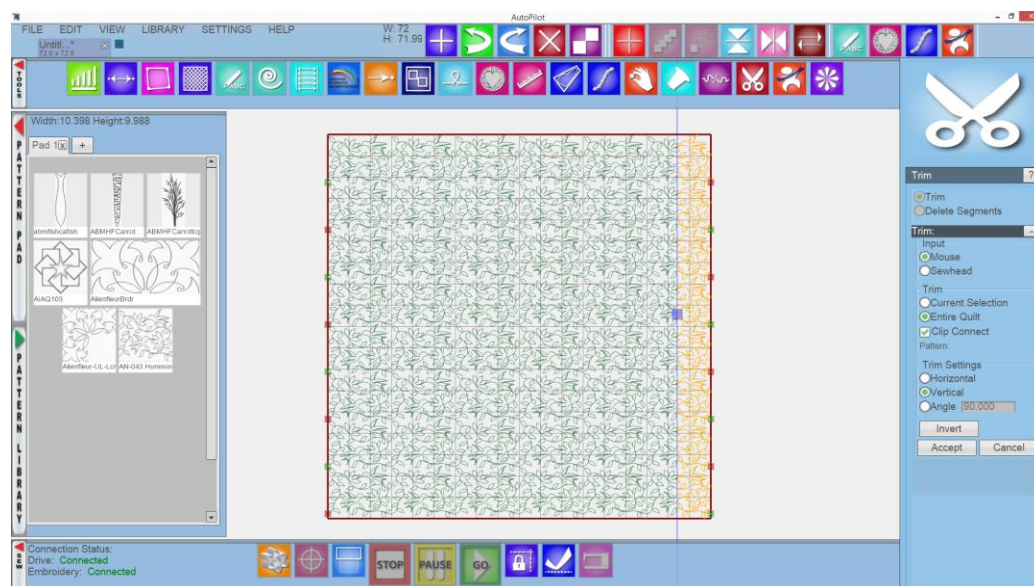 AutoPilot
FILE EDIT VIEW LIBRARY SETTINGS HELP
W: 72
H: 71.99
Untitl...*
72.0 x 72.0
TOOLS
Width:10.398 Height:9.988
Pad 1 x +
PATTERN PAD
PATTERN LIBRARY
abmfishcafish ABMHFCarrot ABMHFCarrottop
AIAQ103 AlienfleurBrdr
Alienfleur-UL-Lof AN-043 Hummin
Trim ?
Trim
Delete Segments
Trim: -
Input
Mouse
Sewhead
Trim
Current Selection
Entire Quilt
Clip Connect
Pattern:
Trim Settings
Horizontal
Vertical
Angle 90.000
Invert
Accept Cancel
SEW
Connection Status:
Drive: Connected
Embroidery: Connected
STOP PAUSE GO